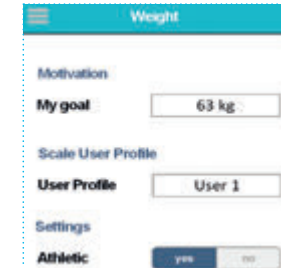 Weight
Motivation
My goal 63 kg
Scale User Profile
User Profile User 1
Settings
Athletic yes no